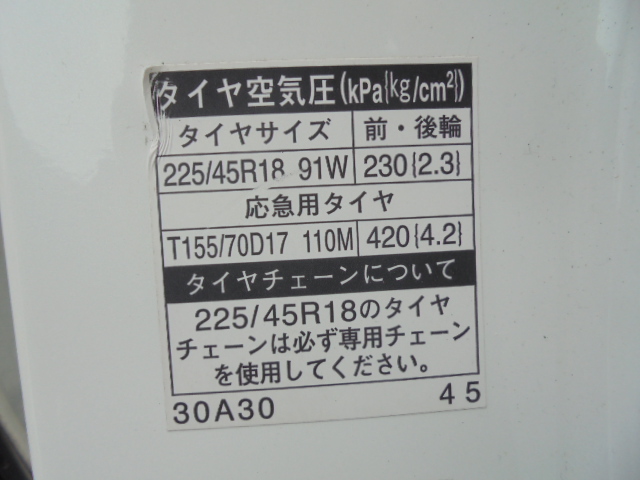 タイヤ空気圧(kPa{kg/cm²})
タイヤサイズ 前・後輪
225/45R18 91W 230{2.3}
応急用タイヤ
T155/70D17 110M 420{4.2}
タイヤチェーンについて
225/45R18のタイヤ
チェーンは必ず専用チェーン
を使用してください。
30A30 45